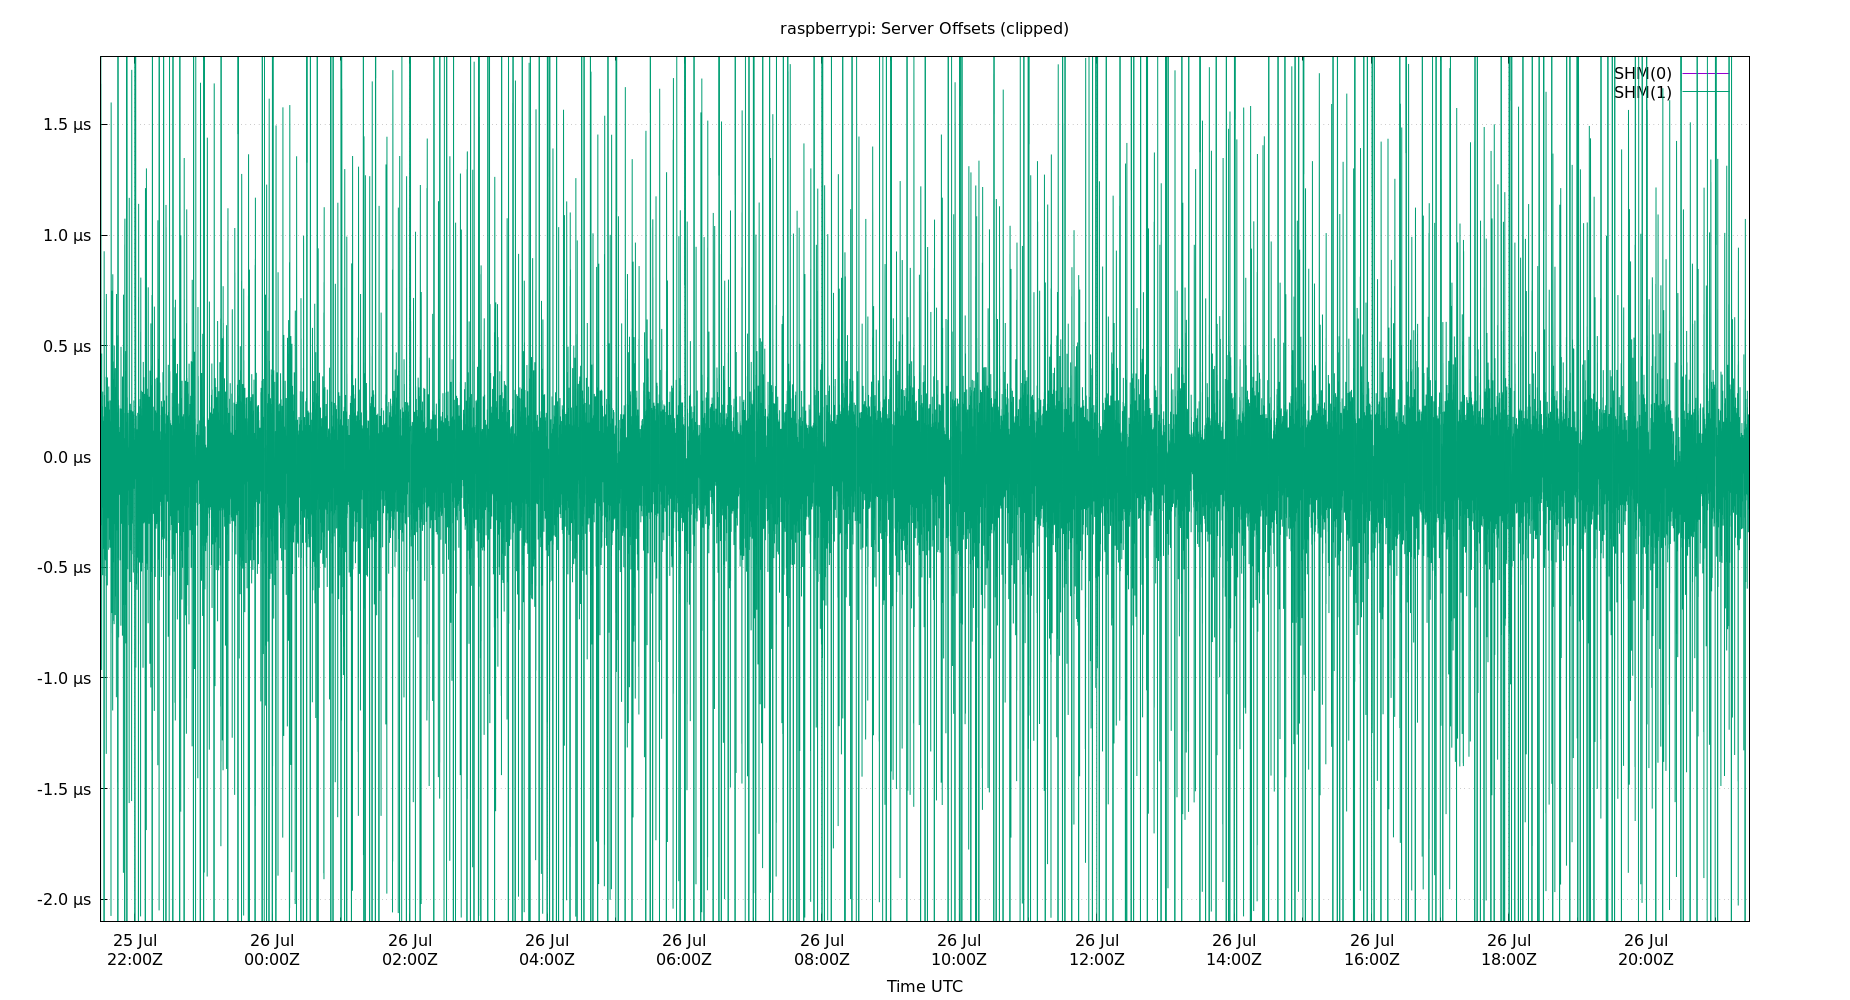 raspberrypi: Server Offsets (clipped)
SHM(0)
SHM(1)
1.5 μs
1.0 μs
0.5 μs
0.0 μs
-0.5 μs
-1.0 μs
-1.5 μs
-2.0 μs
25 Jul 26 Jul 26 Jul 26 Jul 26 Jul 26 Jul 26 Jul 26 Jul 26 Jul 26 Jul 26 Jul 26 Jul
22:00Z 00:00Z 02:00Z 04:00Z 06:00Z 08:00Z 10:00Z 12:00Z 14:00Z 16:00Z 18:00Z 20:00Z
Time UTC